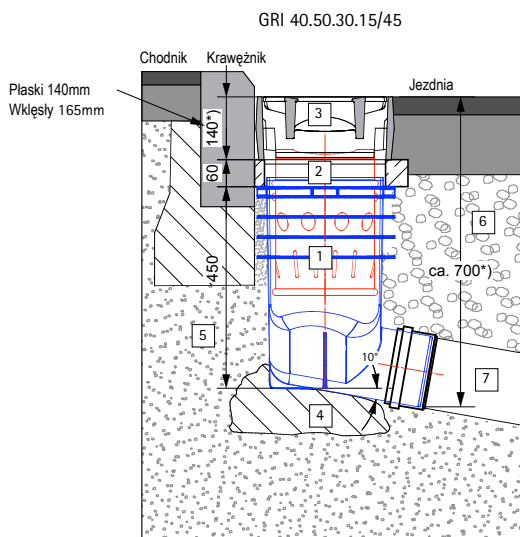 GRI 40.50.30.15/45
Chodnik Krawężnik
Jezdnia
Płaski 140mm
Wklęsły 165mm
140*)
60
450
3
2
1
6
ca. 700*)
5
10°
7
4